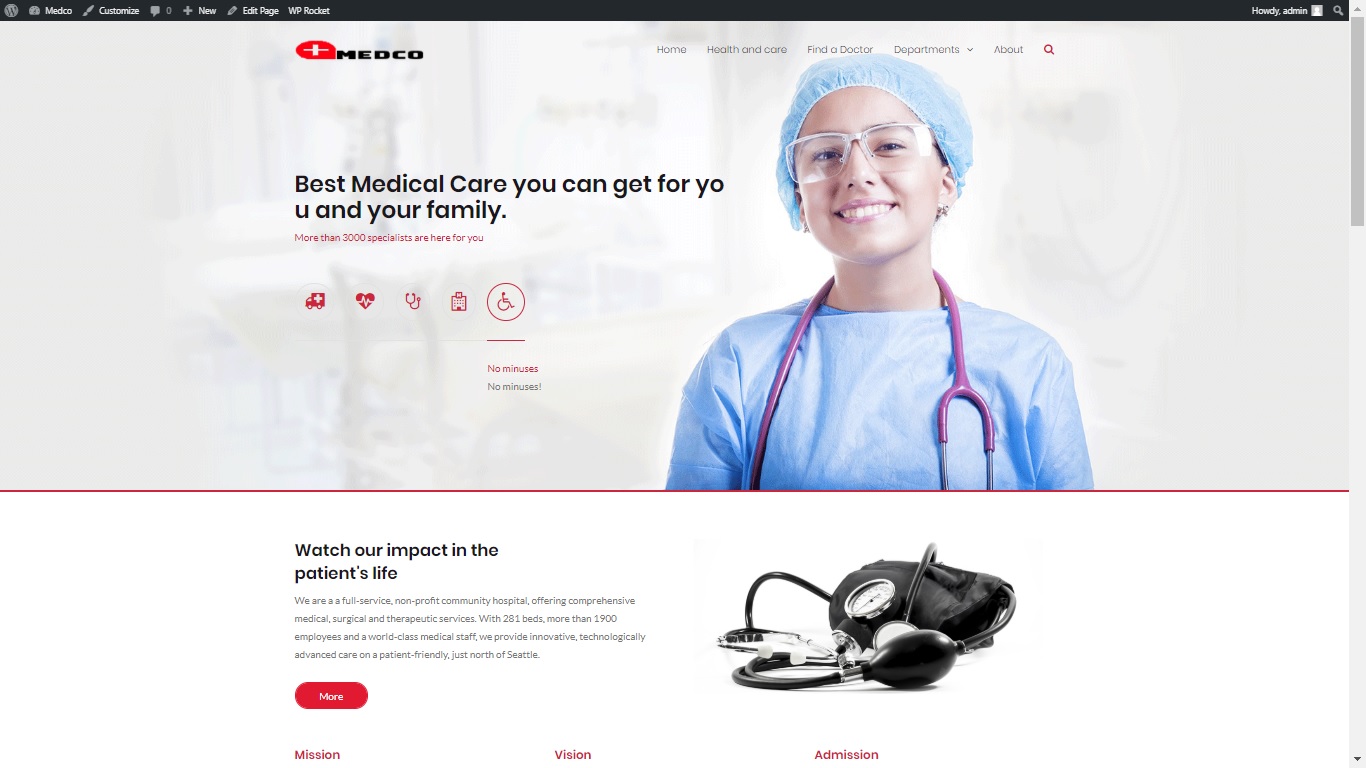 Medco Customize 0 New Edit Page WP Rocket Howdy, admin
MEDCO
Home Health and care Find a Doctor Departments About
Best Medical Care you can get for yo
u and your family.
More than 3000 specialists are here for you
No minuses
No minuses!
Watch our impact in the
patient's life
We are a a full-service, non-profit community hospital, offering comprehensive
medical, surgical and therapeutic services. With 281 beds, more than 1900
employees and a world-class medical staff, we provide innovative, technologically
advanced care on a patient-friendly, just north of Seattle.
More
Mission Vision Admission